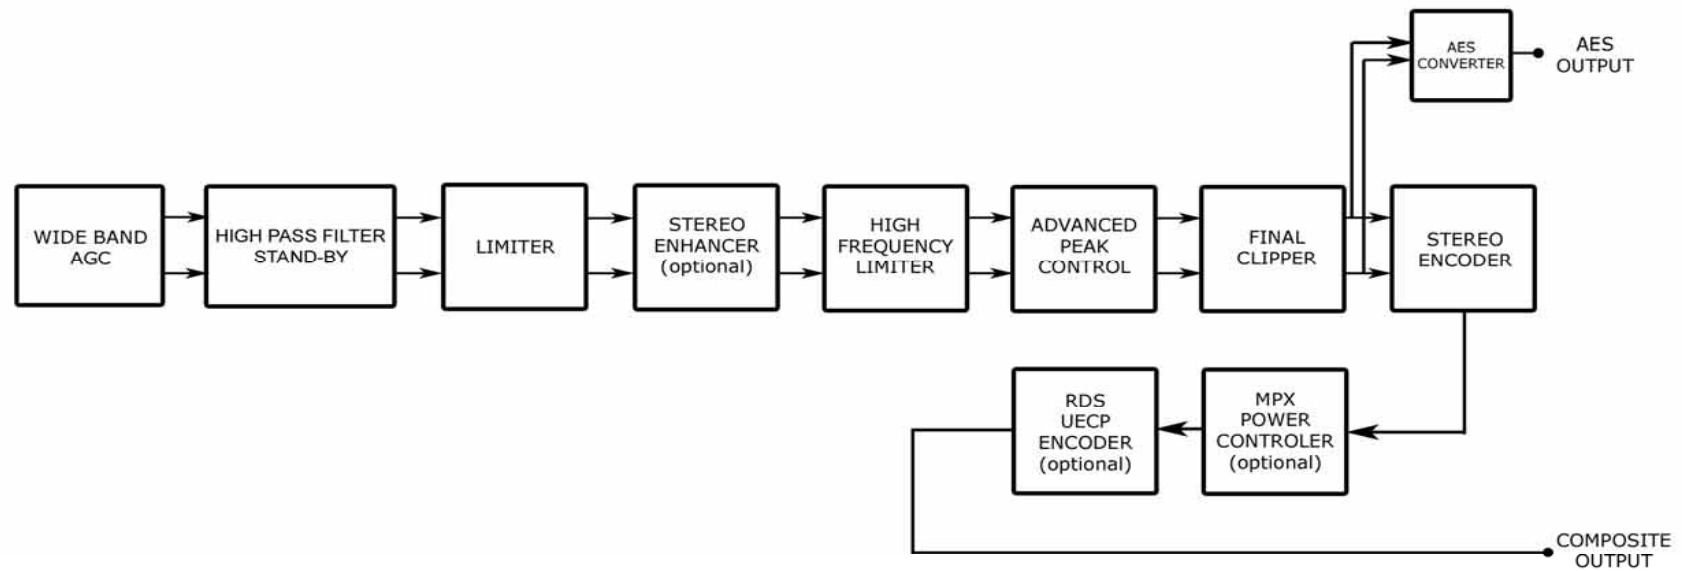 AES
CONVERTER
AES
OUTPUT
WIDE BAND
AGC
HIGH PASS FILTER
STAND-BY
LIMITER
STEREO
ENHANCER
(optional)
HIGH
FREQUENCY
LIMITER
ADVANCED
PEAK
CONTROL
FINAL
CLIPPER
STEREO
ENCODER
RDS
UECP
ENCODER
(optional)
MPX
POWER
CONTROLER
(optional)
COMPOSITE
OUTPUT